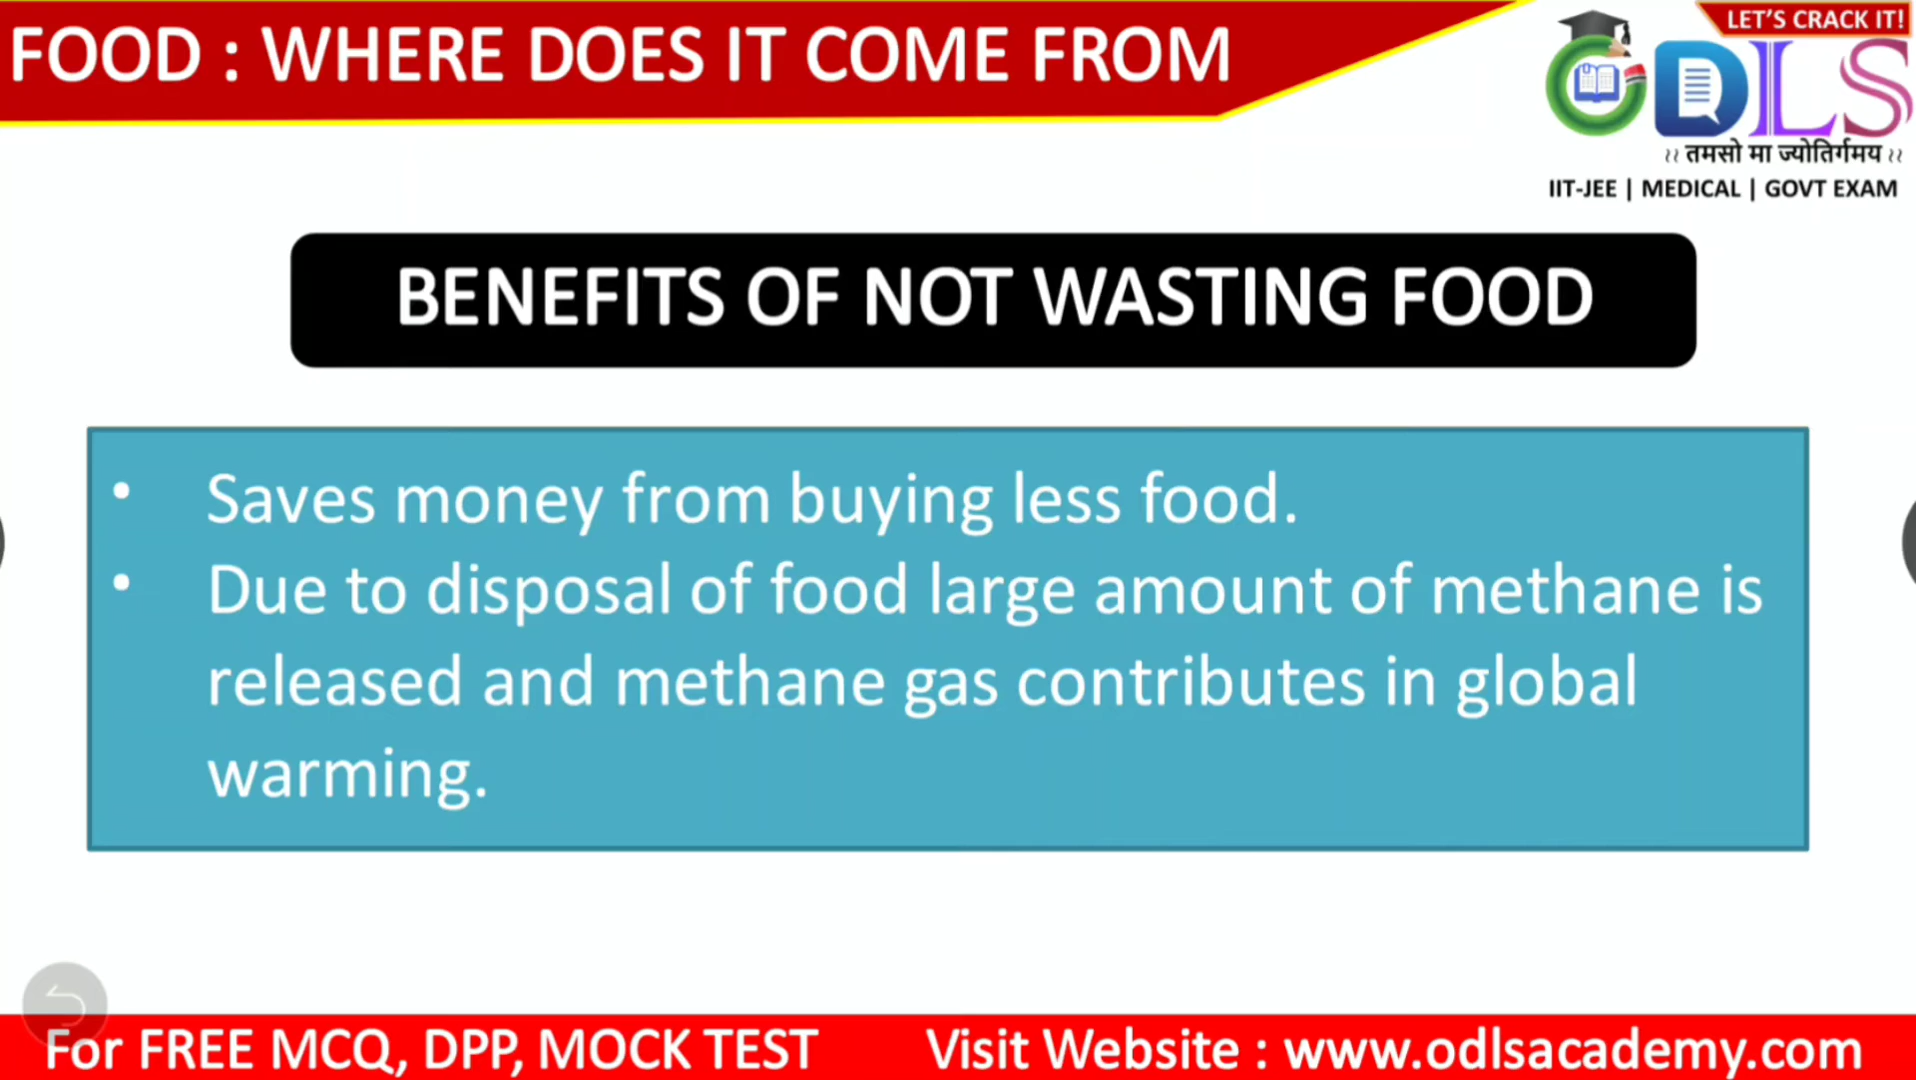 FOOD : WHERE DOES IT COME FROM
LET'S CRACK IT!
ODLS
~~ तमसो मा ज्योतिर्गमय ~~
IIT-JEE | MEDICAL | GOVT EXAM
BENEFITS OF NOT WASTING FOOD
• Saves money from buying less food.
• Due to disposal of food large amount of methane is
released and methane gas contributes in global
warming.
For FREE MCQ, DPP, MOCK TEST Visit Website : www.odlsacademy.com